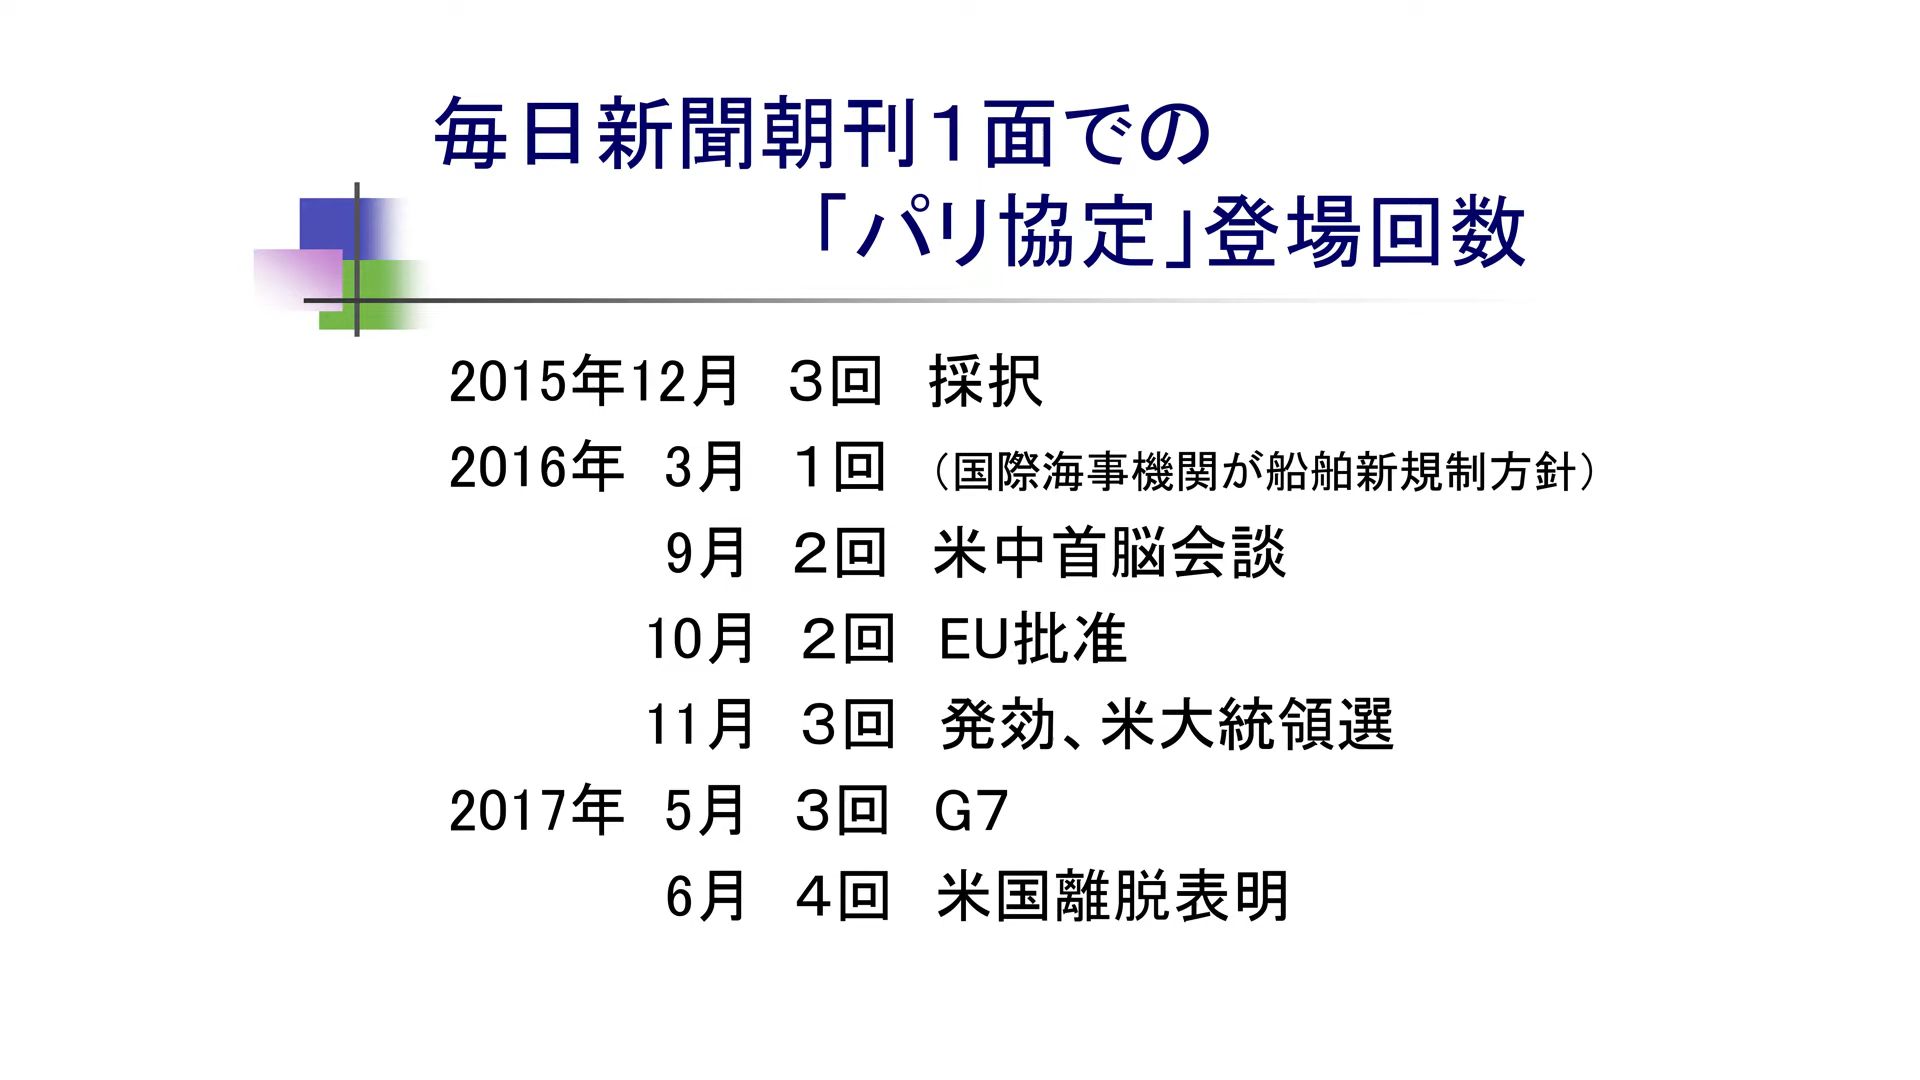 毎日新聞朝刊１面での
「パリ協定」登場回数
2015年12月　３回　採択
2016年　3月　１回　（国際海事機関が船舶新規制方針）
9月　２回　米中首脳会談
10月　２回　EU批准
11月　３回　発効、米大統領選
2017年　5月　３回　G7
6月　４回　米国離脱表明